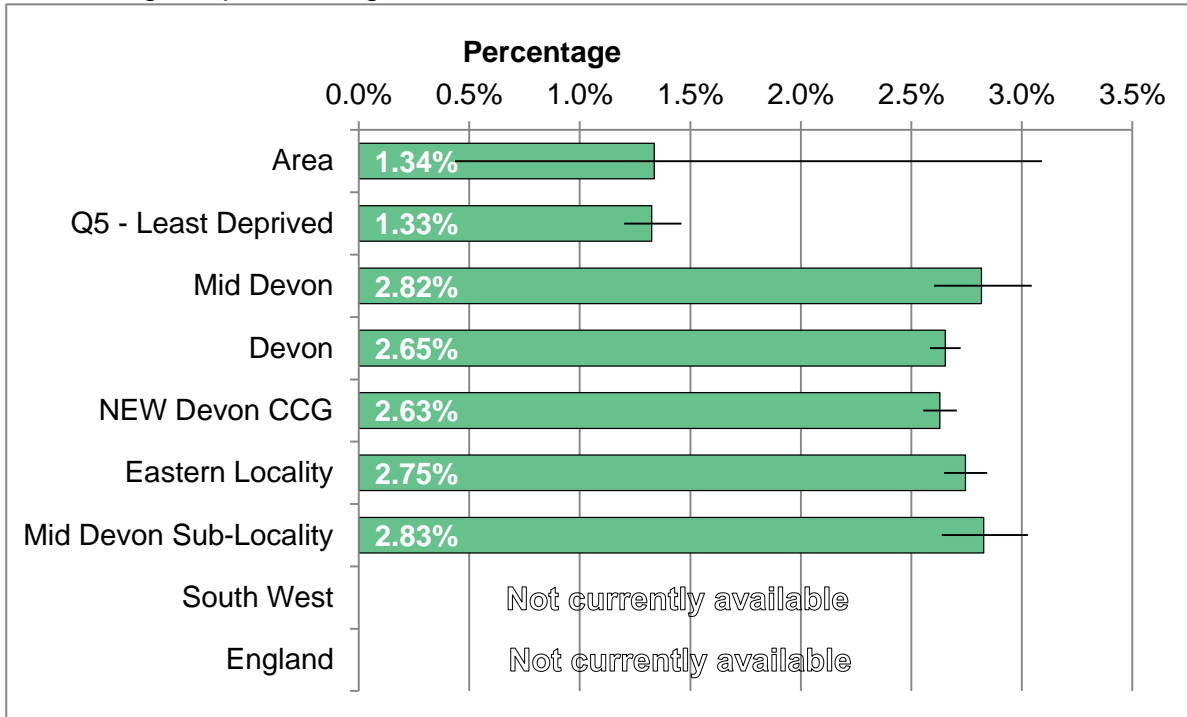 Percentage
0.0% 0.5% 1.0% 1.5% 2.0% 2.5% 3.0% 3.5%
Area 1.34%
Q5 - Least Deprived 1.33%
Mid Devon 2.82%
Devon 2.65%
NEW Devon CCG 2.63%
Eastern Locality 2.75%
Mid Devon Sub-Locality 2.83%
South West Not currently available
England Not currently available